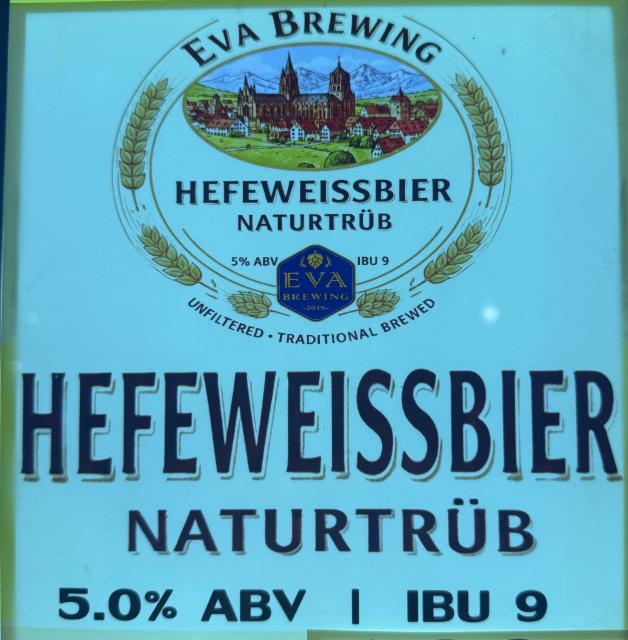 EVA BREWING
HEFEWEISSBIER
NATURTRÜB
5% ABV IBU 9
EVA
BREWING
-2019-
UNFILTERED • TRADITIONAL BREWED
HEFEWEISSBIER
NATURTRÜB
5.0% ABV | IBU 9